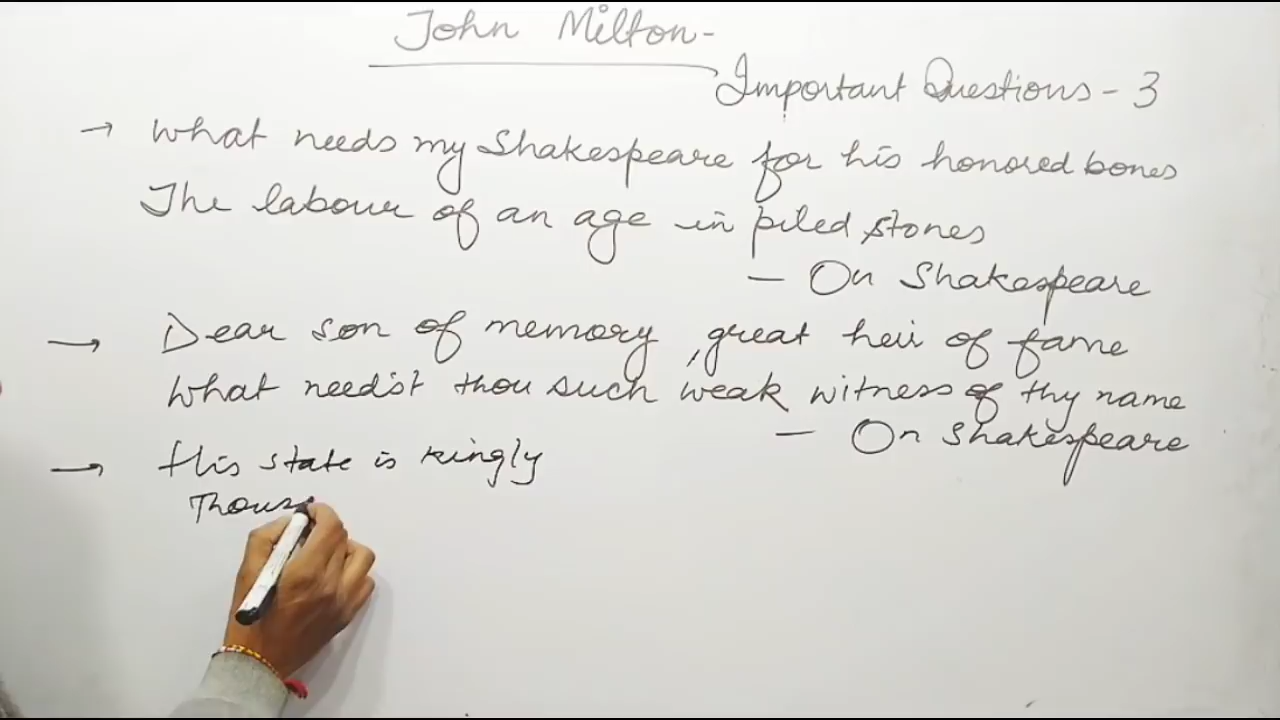 John Milton-
Important Questions - 3
→ What needs my Shakespeare for his honored bones
The labour of an age in piled stones
— On Shakespeare
→ Dear son of memory, great heir of fame
What need'st thou such weak witness of thy name
— On Shakespeare
→ His state is kingly
Thous